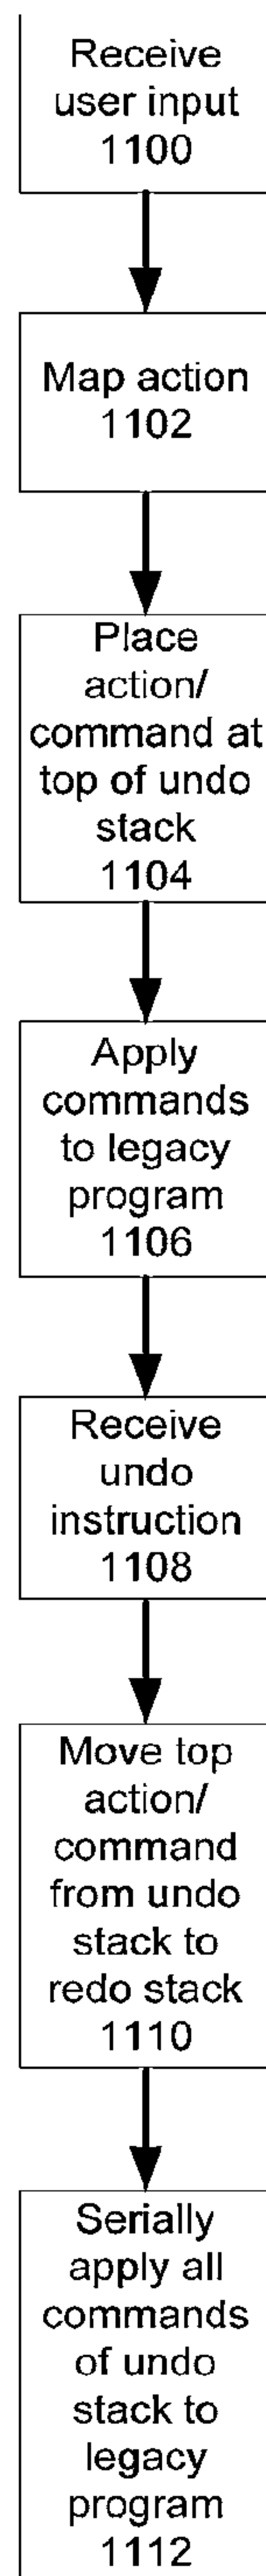 Receive
user input
1100
Map action
1102
Place
action/
command at
top of undo
stack
1104
Apply
commands
to legacy
program
1106
Receive
undo
instruction
1108
Move top
action/
command
from undo
stack to
redo stack
1110
Serially
apply all
commands
of undo
stack to
legacy
program
1112